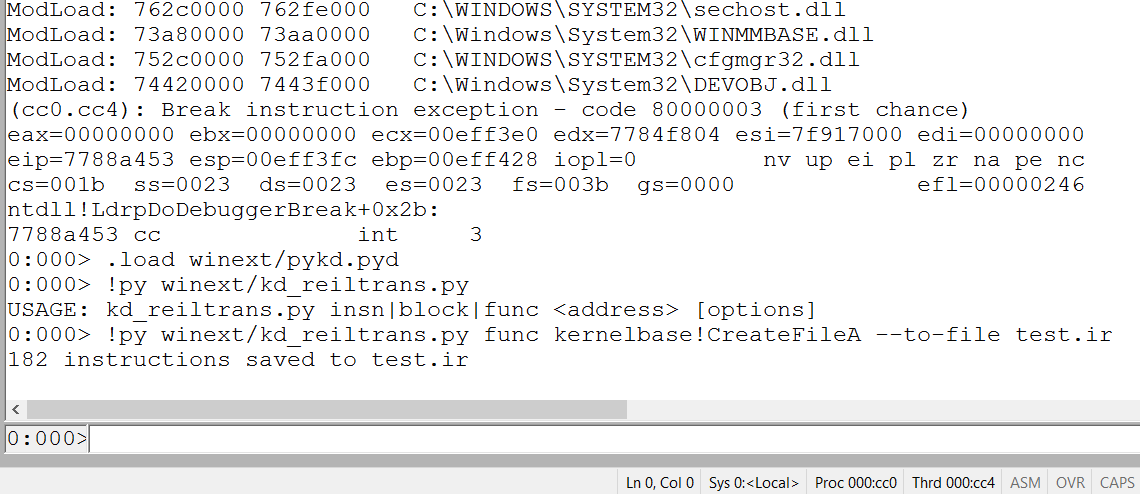 ModLoad: 762c0000 762fe000   C:\WINDOWS\SYSTEM32\sechost.dll
ModLoad: 73a80000 73aa0000   C:\Windows\System32\WINMMBASE.dll
ModLoad: 752c0000 752fa000   C:\WINDOWS\SYSTEM32\cfgmgr32.dll
ModLoad: 74420000 7443f000   C:\Windows\System32\DEVOBJ.dll
(cc0.cc4): Break instruction exception - code 80000003 (first chance)
eax=00000000 ebx=00000000 ecx=00eff3e0 edx=7784f804 esi=7f917000 edi=00000000
eip=7788a453 esp=00eff3fc ebp=00eff428 iopl=0         nv up ei pl zr na pe nc
cs=001b  ss=0023  ds=0023  es=0023  fs=003b  gs=0000             efl=00000246
ntdll!LdrpDoDebuggerBreak+0x2b:
7788a453 cc              int     3
0:000> .load winext/pykd.pyd
0:000> !py winext/kd_reiltrans.py
USAGE: kd_reiltrans.py insn|block|func <address> [options]
0:000> !py winext/kd_reiltrans.py func kernelbase!CreateFileA --to-file test.ir
182 instructions saved to test.ir
0:000>
Ln 0, Col 0 Sys 0:<Local> Proc 000:cc0 Thrd 000:cc4 ASM OVR CAPS